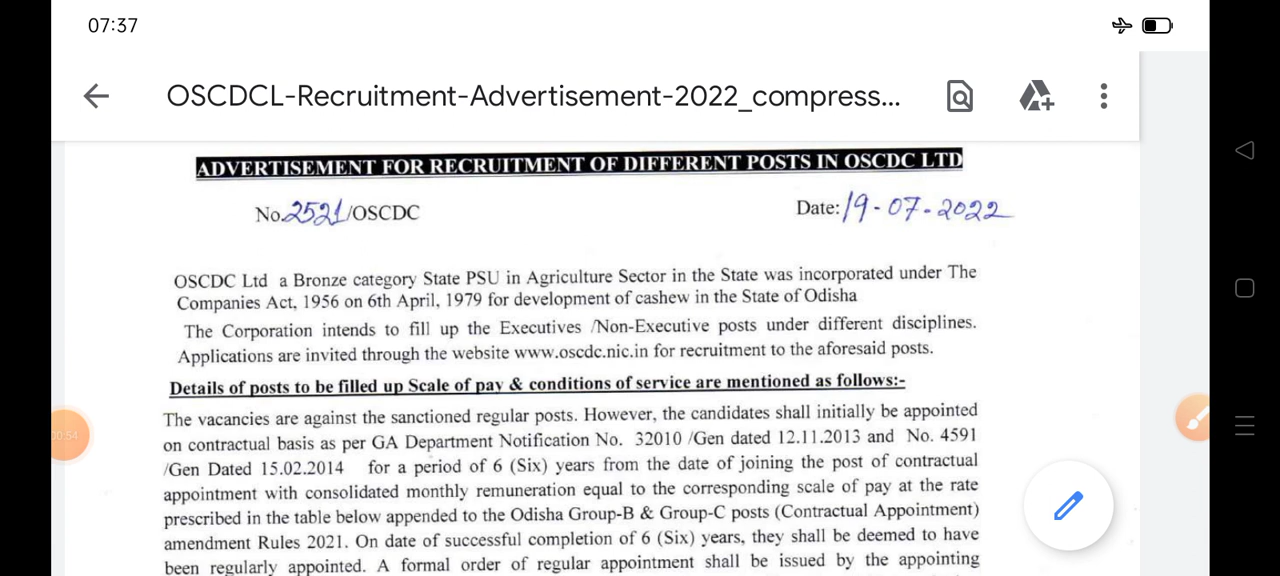 07:37
OSCDCL-Recruitment-Advertisement-2022_compress...
ADVERTISEMENT FOR RECRUITMENT OF DIFFERENT POSTS IN OSCDC LTD
No.2521/OSCDC Date:19-07-2022
OSCDC Ltd a Bronze category State PSU in Agriculture Sector in the State was incorporated under The
Companies Act, 1956 on 6th April, 1979 for development of cashew in the State of Odisha
The Corporation intends to fill up the Executives /Non-Executive posts under different disciplines.
Applications are invited through the website www.oscdc.nic.in for recruitment to the aforesaid posts.
Details of posts to be filled up Scale of pay & conditions of service are mentioned as follows:-
The vacancies are against the sanctioned regular posts. However, the candidates shall initially be appointed
on contractual basis as per GA Department Notification No. 32010 /Gen dated 12.11.2013 and No. 4591
00:54
/Gen Dated 15.02.2014 for a period of 6 (Six) years from the date of joining the post of contractual
appointment with consolidated monthly remuneration equal to the corresponding scale of pay at the rate
prescribed in the table below appended to the Odisha Group-B & Group-C posts (Contractual Appointment)
amendment Rules 2021. On date of successful completion of 6 (Six) years, they shall be deemed to have
been regularly appointed. A formal order of regular appointment shall be issued by the appointing